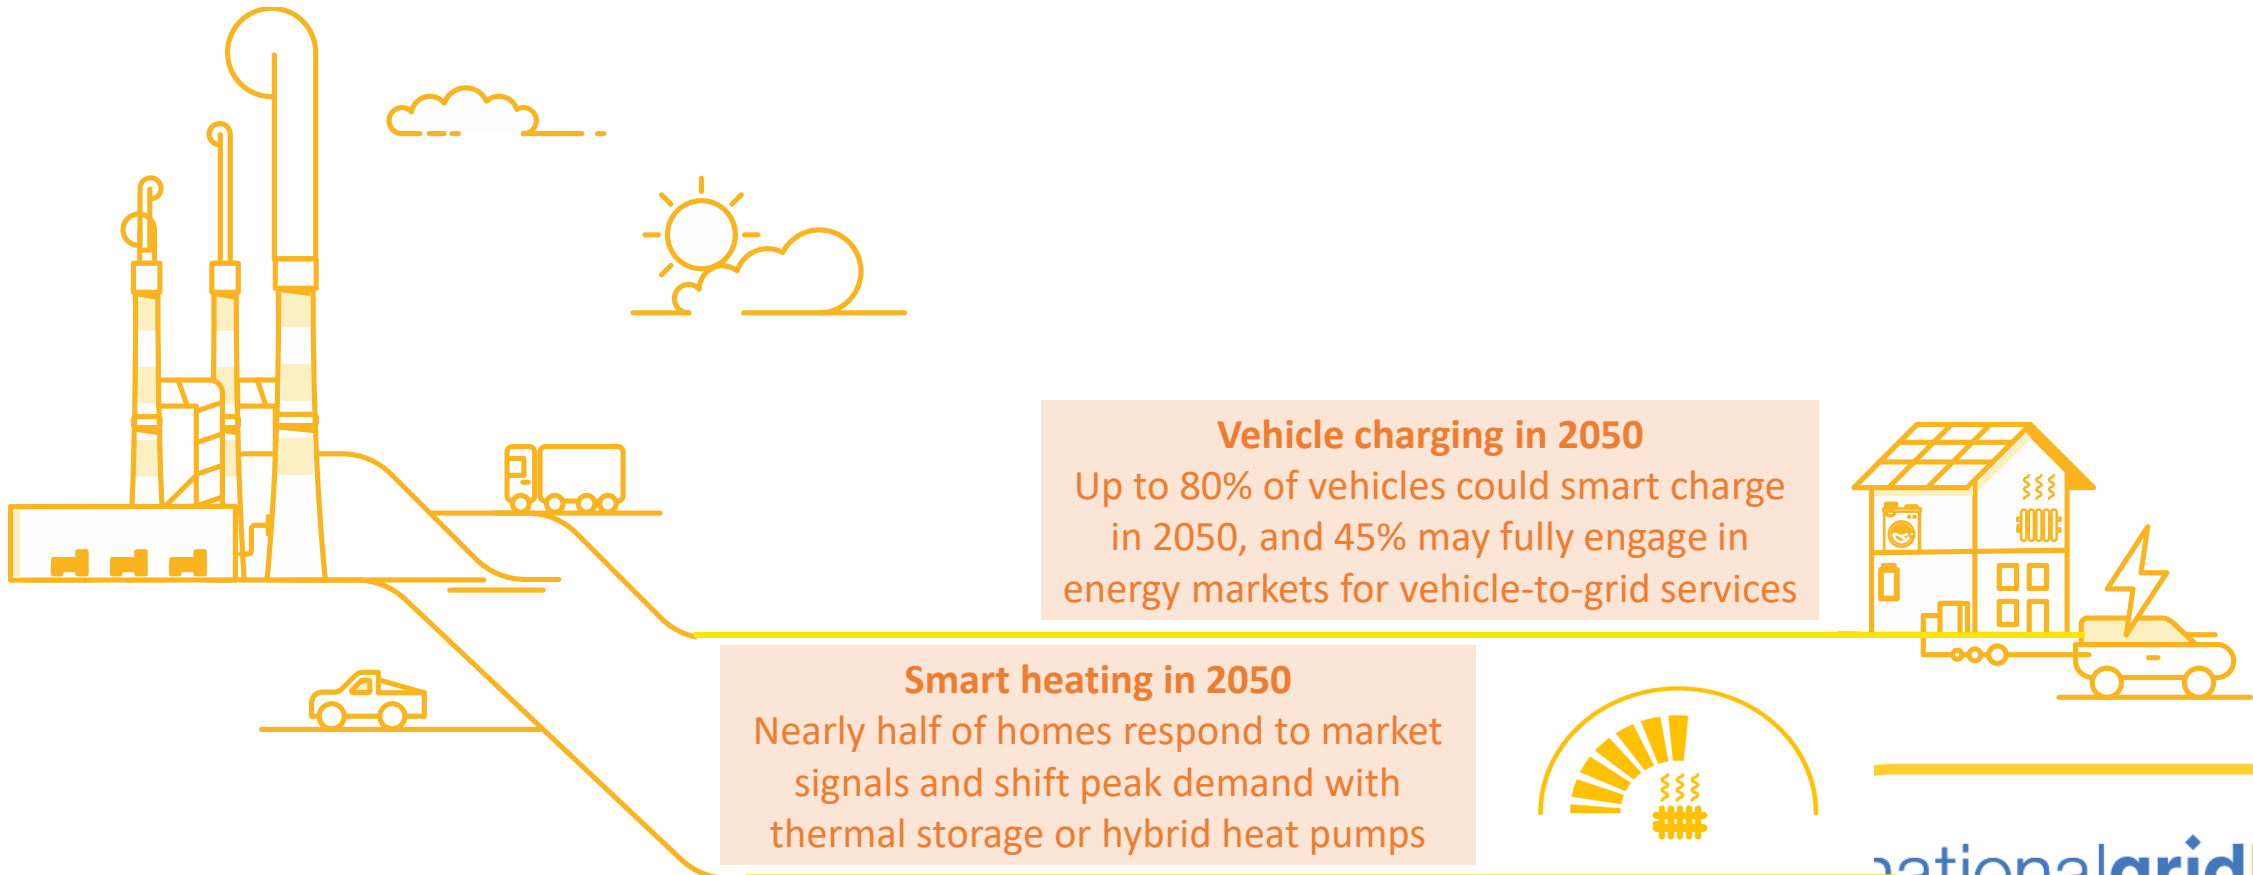 Vehicle charging in 2050
Up to 80% of vehicles could smart charge
in 2050, and 45% may fully engage in
energy markets for vehicle-to-grid services
Smart heating in 2050
Nearly half of homes respond to market
signals and shift peak demand with
thermal storage or hybrid heat pumps
nationalgrid